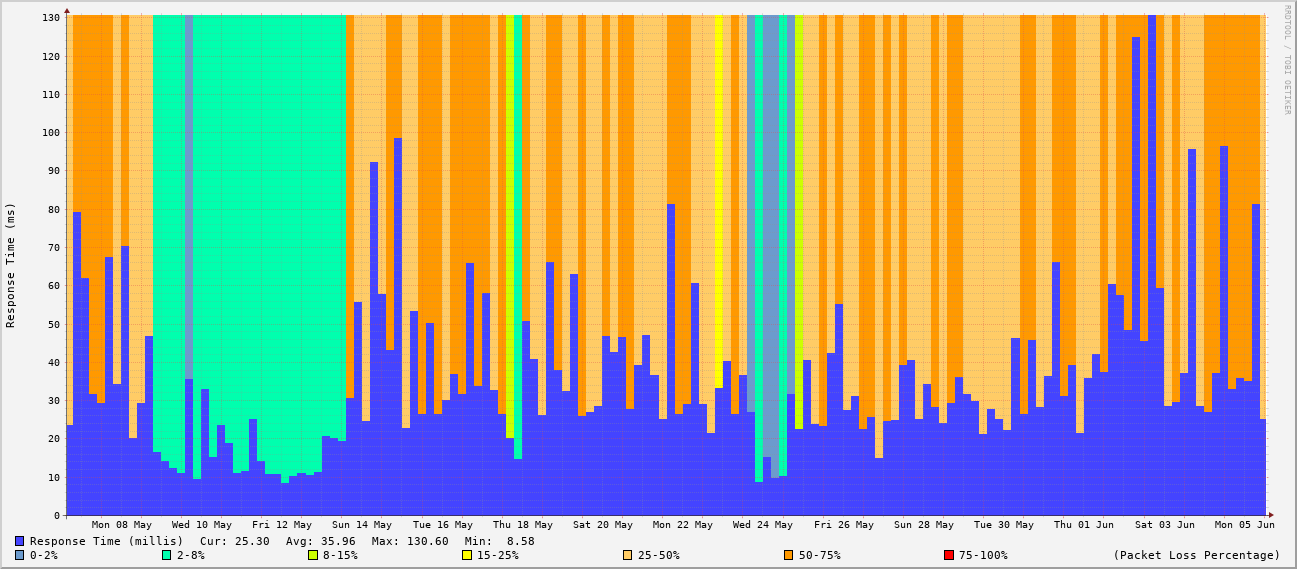 130
120
110
100
90
80
70
60
50
40
30
20
10
0
Response Time (ms)
RRDTOOL / TOBI OETIKER
Mon 08 May Wed 10 May Fri 12 May Sun 14 May Tue 16 May Thu 18 May Sat 20 May Mon 22 May Wed 24 May Fri 26 May Sun 28 May Tue 30 May Thu 01 Jun Sat 03 Jun Mon 05 Jun
Response Time (millis) Cur: 25.30 Avg: 35.96 Max: 130.60 Min: 8.58
0-2% 2-8% 8-15% 15-25% 25-50% 50-75% 75-100% (Packet Loss Percentage)